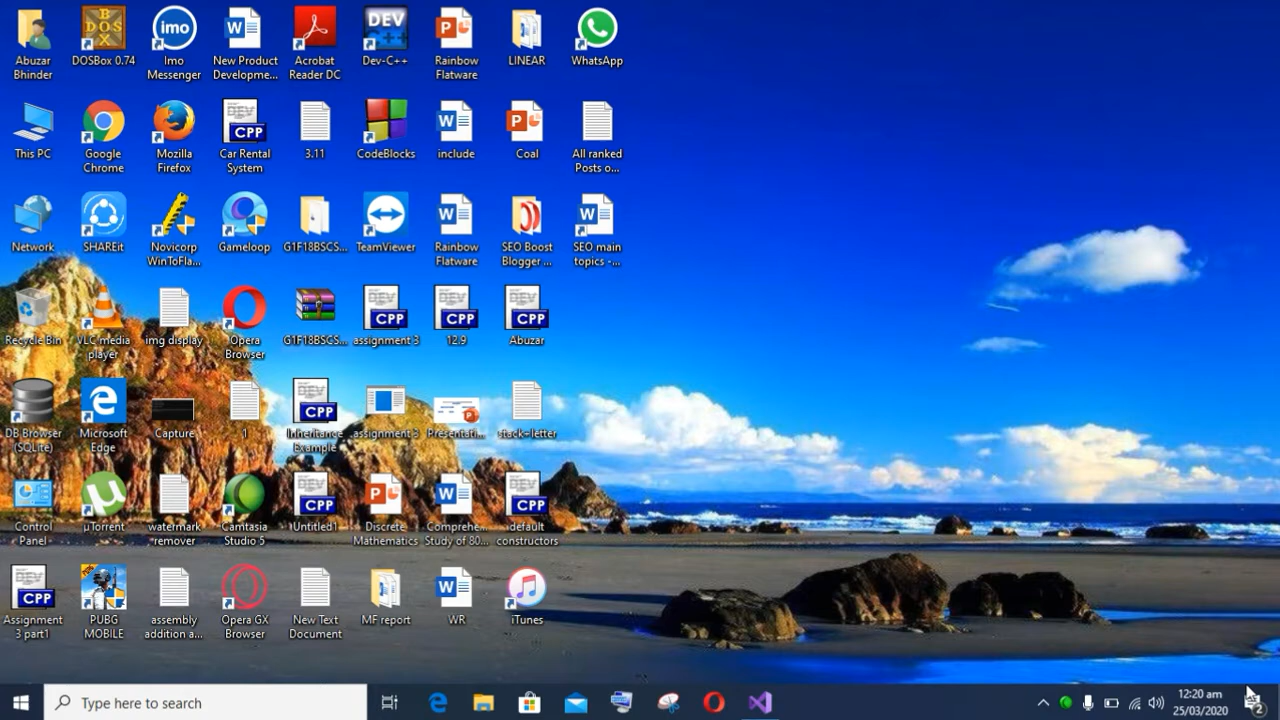 Abuzar
Bhinder
DOSBox 0.74
Imo
Messenger
New Product
Developme...
Acrobat
Reader DC
Dev-C++
Rainbow
Flatware
LINEAR
WhatsApp
This PC
Google
Chrome
Mozilla
Firefox
Car Rental
System
3.11
CodeBlocks
include
Coal
All ranked
Posts o...
Network
SHAREit
Novicorp
WinToFla...
Gameloop
G1F18BSCS...
TeamViewer
Rainbow
Flatware
SEO Boost
Blogger ...
SEO main
topics -...
Recycle Bin
VLC media
player
img display
Opera
Browser
G1F18BSCS...
assignment 3
12.9
Abuzar
DB Browser
(SQLite)
Microsoft
Edge
Capture
1
Inheritance
Example
assignment 3
Presentati...
stack-letter
Control
Panel
µTorrent
watermark
remover
Camtasia
Studio 5
Untitled1
Discrete
Mathematics
Comprehe...
Study of 80...
default
constructors
Assignment
3 part1
PUBG
MOBILE
assembly
addition a...
Opera GX
Browser
New Text
Document
MF report
WR
iTunes
Type here to search
12:20 am
25/03/2020
2